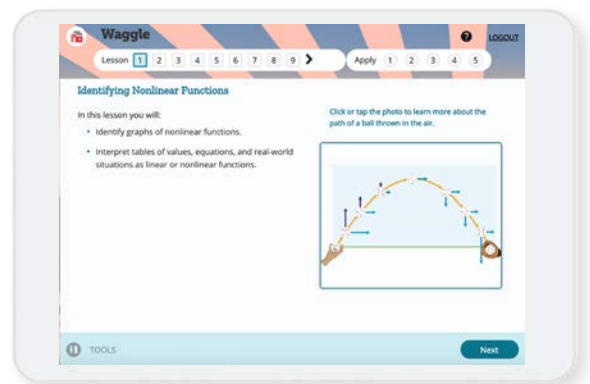 Waggle
? LOGOUT
Lesson 1 2 3 4 5 6 7 8 9 Apply 1 2 3 4 5
Identifying Nonlinear Functions
In this lesson you will:
• Identify graphs of nonlinear functions.
• Interpret tables of values, equations, and real-world
situations as linear or nonlinear functions.
Click or tap the photo to learn more about the
path of a ball thrown in the air.
TOOLS
Next